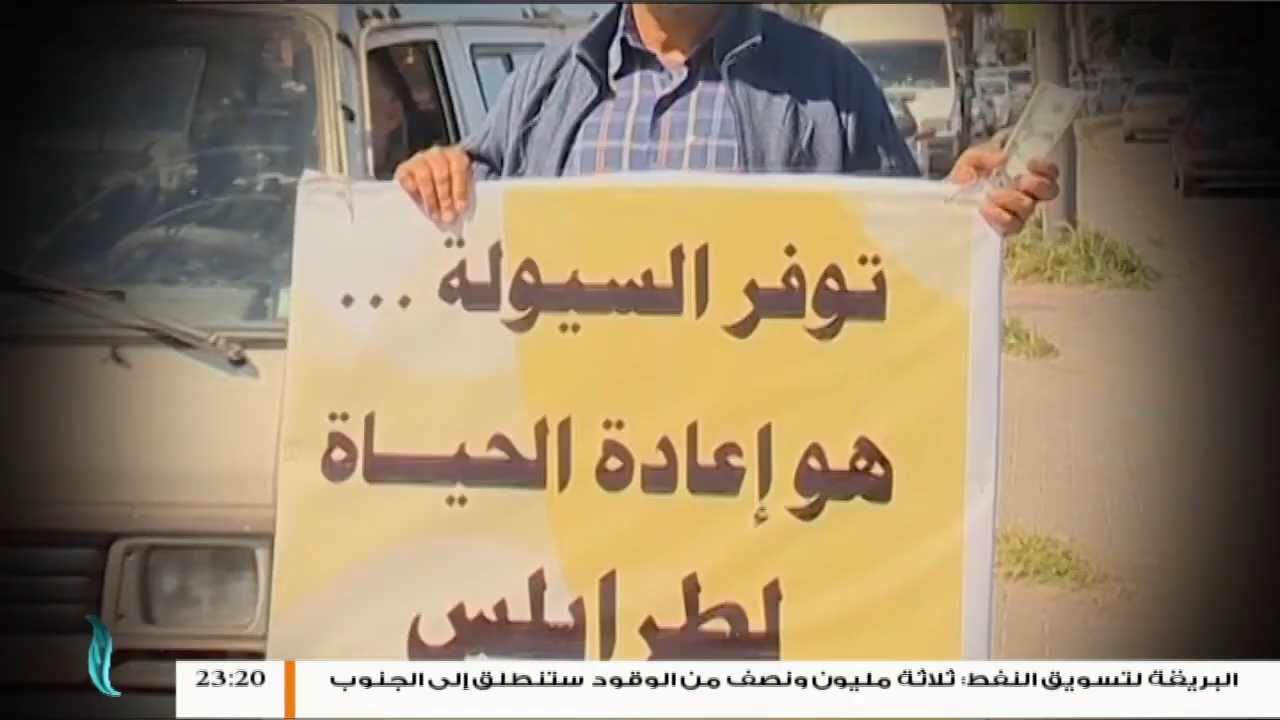 توفر السيولة ...
هو إعادة الحياة
لطرابلس
23:20
البريقة لتسويق النفط: ثلاثة مليون ونصف من الوقود ستنطلق إلى الجنوب